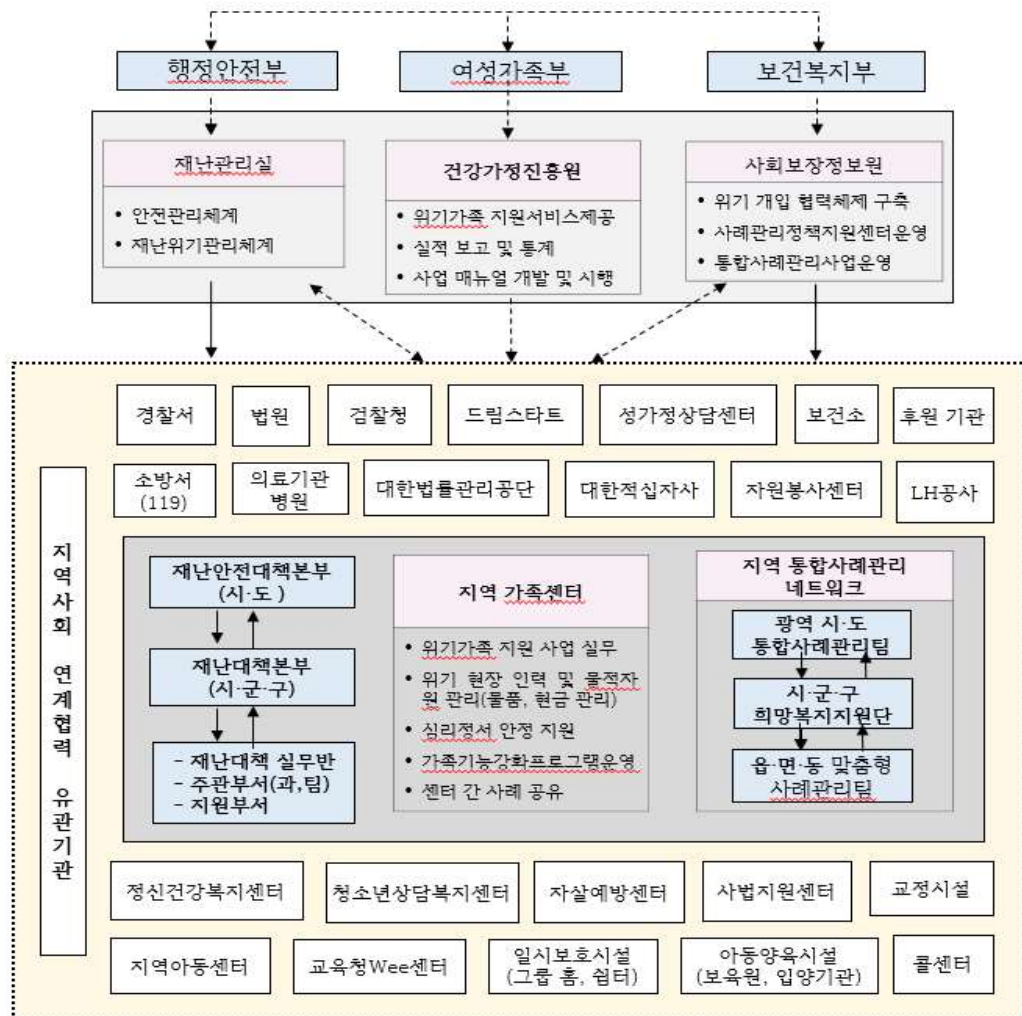 행정안전부
여성가족부
보건복지부
재난관리실
• 안전관리체계
• 재난위기관리체계
건강가정진흥원
• 위기가족 지원서비스제공
• 실적 보고 및 통계
• 사업 매뉴얼 개발 및 시행
사회보장정보원
• 위기 개입 협력체제 구축
• 사례관리정책지원센터운영
• 통합사례관리사업운영
경찰서
법원
검찰청
드림스타트
성가정상담센터
보건소
후원 기관
소방서
(119)
의료기관
병원
대한법률관리공단
대한적십자사
자원봉사센터
LH공사
지역사회 연계협력 유관기관
재난안전대책본부
(시·도 )
재난대책본부
(시·군·구)
- 재난대책 실무반
- 주관부서(과,팀)
- 지원부서
지역 가족센터
• 위기가족 지원 사업 실무
• 위기 현장 인력 및 물적자
원 관리(물품, 현금 관리)
• 심리정서 안정 지원
• 가족기능강화프로그램운영
• 센터 간 사례 공유
지역 통합사례관리
네트워크
광역 시·도
통합사례관리팀
시·군·구
희망복지지원단
읍·면·동 맞춤형
사례관리팀
정신건강복지센터
청소년상담복지센터
자살예방센터
사법지원센터
교정시설
지역아동센터
교육청Wee센터
일시보호시설
(그룹 홈, 쉼터)
아동양육시설
(보육원, 입양기관)
콜센터